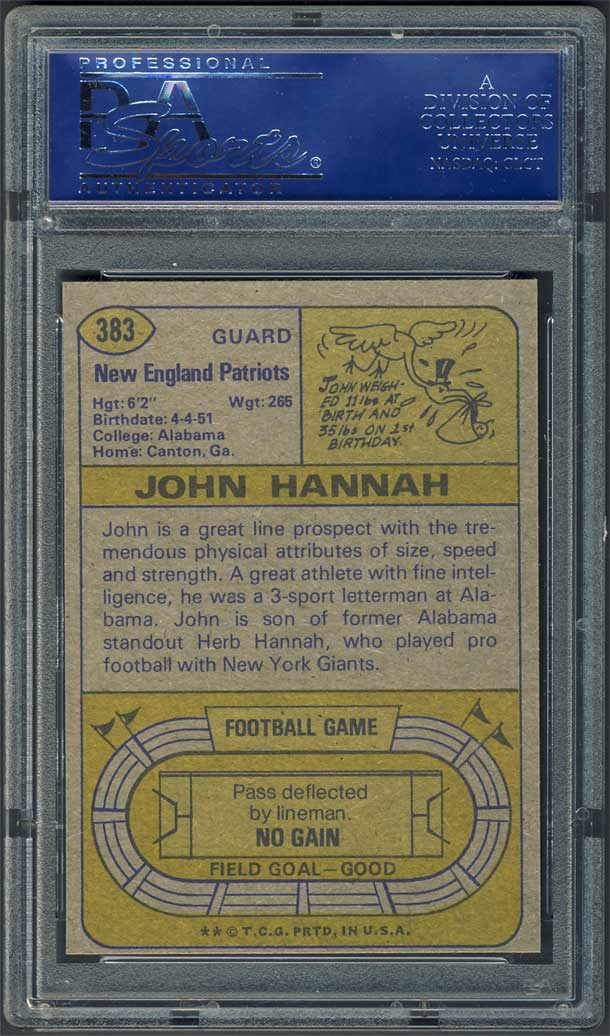 PROFESSIONAL
PSA
Sports®
AUTHENTICATOR
A
DIVISION OF
COLLECTORS
UNIVERSE
NASDAQ: CLCT
383
GUARD
New England Patriots
Hgt: 6'2" Wgt: 265
Birthdate: 4-4-51
College: Alabama
Home: Canton, Ga.
JOHN WEIGH-
ED 11 lbs AT
BIRTH AND
35 lbs ON 1st
BIRTHDAY.
JOHN HANNAH
John is a great line prospect with the tre-
mendous physical attributes of size, speed
and strength. A great athlete with fine intel-
ligence, he was a 3-sport letterman at Ala-
bama. John is son of former Alabama
standout Herb Hannah, who played pro
football with New York Giants.
FOOTBALL GAME
Pass deflected
by lineman.
NO GAIN
FIELD GOAL—GOOD
** © T.C.G. PRTD. IN U.S.A.